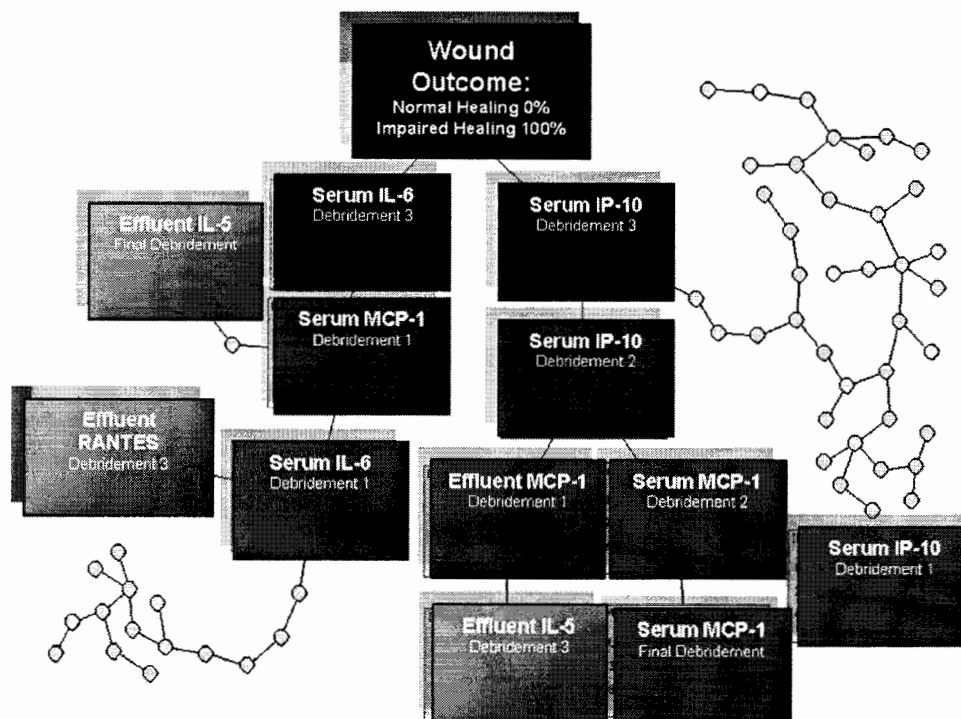 Wound
Outcome:
Normal Healing 0%
Impaired Healing 100%
Serum IL-6
Debridement 3
Serum IP-10
Debridement 3
Effluent IL-5
Final Debridement
Serum MCP-1
Debridement 1
Serum IP-10
Debridement 2
Effluent
RANTES
Debridement 3
Serum IL-6
Debridement 1
Effluent MCP-1
Debridement 1
Serum MCP-1
Debridement 2
Serum IP-10
Debridement 1
Effluent IL-5
Debridement 3
Serum MCP-1
Final Debridement